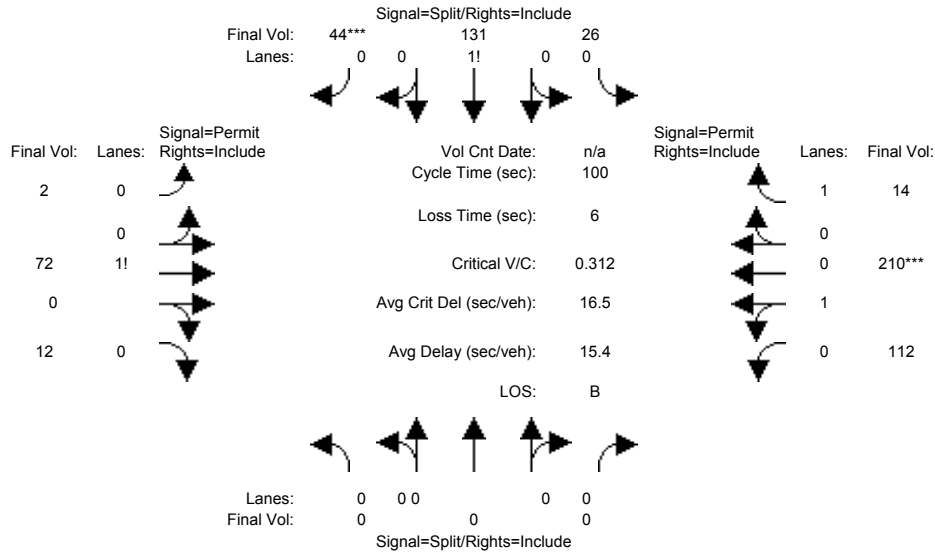 Signal=Split/Rights=Include
Final Vol: 44*** 131 26
Lanes: 0 0 1! 0 0
Signal=Permit Signal=Permit
Final Vol: Lanes: Rights=Include Vol Cnt Date: n/a Rights=Include Lanes: Final Vol:
Cycle Time (sec): 100
2 0 1 14
Loss Time (sec): 6
0 0
72 1! Critical V/C: 0.312 0 210***
0 Avg Crit Del (sec/veh): 16.5 1
12 0 Avg Delay (sec/veh): 15.4 0 112
LOS: B
Lanes: 0 0 0 0 0
Final Vol: 0 0 0
Signal=Split/Rights=Include